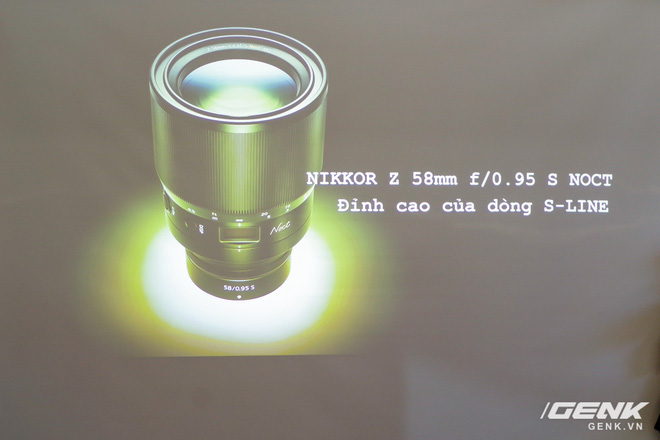 NIKKOR Z 58mm f/0.95 S NOCT
Đỉnh cao của dòng S-LINE
Noct
58/0.95 S
GENK
GENK.VN